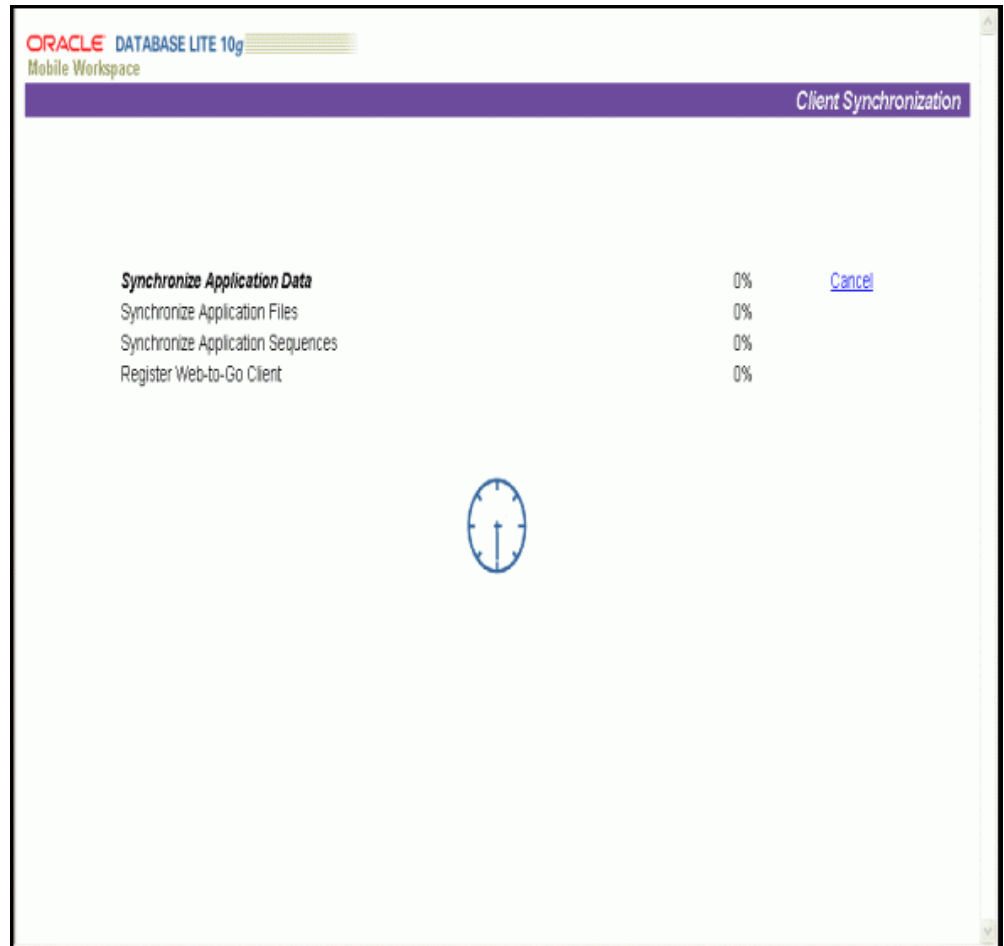 ORACLE DATABASE LITE 10g
Mobile Workspace
Client Synchronization
Synchronize Application Data 0% Cancel
Synchronize Application Files 0%
Synchronize Application Sequences 0%
Register Web-to-Go Client 0%